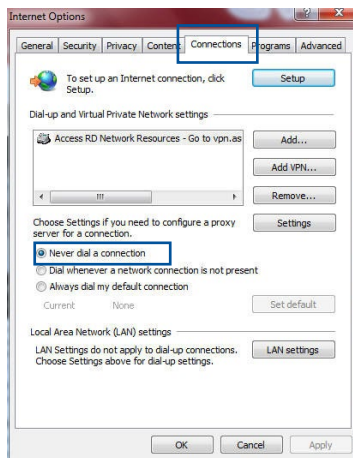 Internet Options
General Security Privacy Content Connections Programs Advanced
To set up an Internet connection, click
Setup.
Setup
Dial-up and Virtual Private Network settings
Access RD Network Resources - Go to vpn.as
Add...
Add VPN...
Remove...
Choose Settings if you need to configure a proxy
server for a connection.
Settings
Never dial a connection
Dial whenever a network connection is not present
Always dial my default connection
Current None
Set default
Local Area Network (LAN) settings
LAN Settings do not apply to dial-up connections.
Choose Settings above for dial-up settings.
LAN settings
OK Cancel Apply